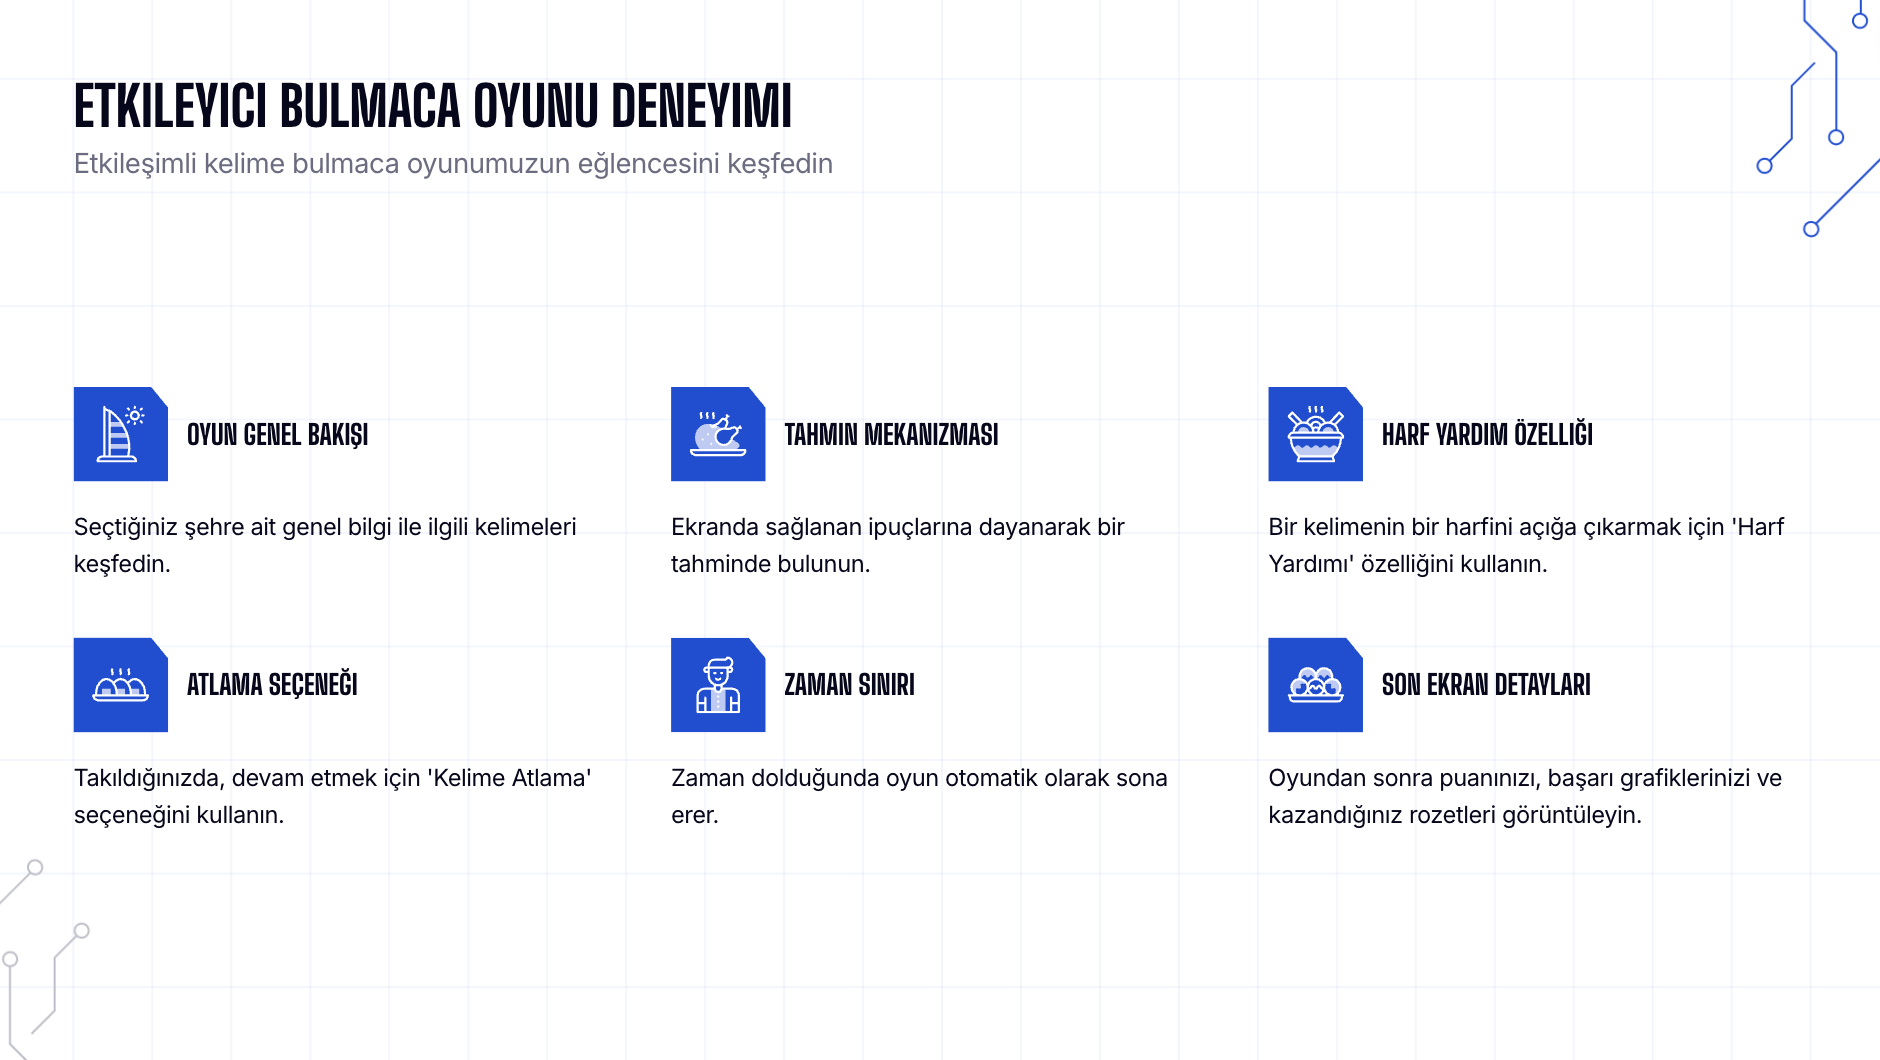 ETKILEYICI BULMACA OYUNU DENEYIMI
Etkileşimli kelime bulmaca oyunumuzun eğlencesini keşfedin
OYUN GENEL BAKIŞI
Seçtiğiniz şehre ait genel bilgi ile ilgili kelimeleri
keşfedin.
TAHMIN MEKANIZMASI
Ekranda sağlanan ipuçlarına dayanarak bir
tahminde bulunun.
HARF YARDIM ÖZELLIĞI
Bir kelimenin bir harfini açığa çıkarmak için 'Harf
Yardımı' özelliğini kullanın.
ATLAMA SEÇENEĞI
Takıldığınızda, devam etmek için 'Kelime Atlama'
seçeneğini kullanın.
ZAMAN SINIRI
Zaman dolduğunda oyun otomatik olarak sona
erer.
SON EKRAN DETAYLARI
Oyundan sonra puanınızı, başarı grafiklerinizi ve
kazandığınız rozetleri görüntüleyin.